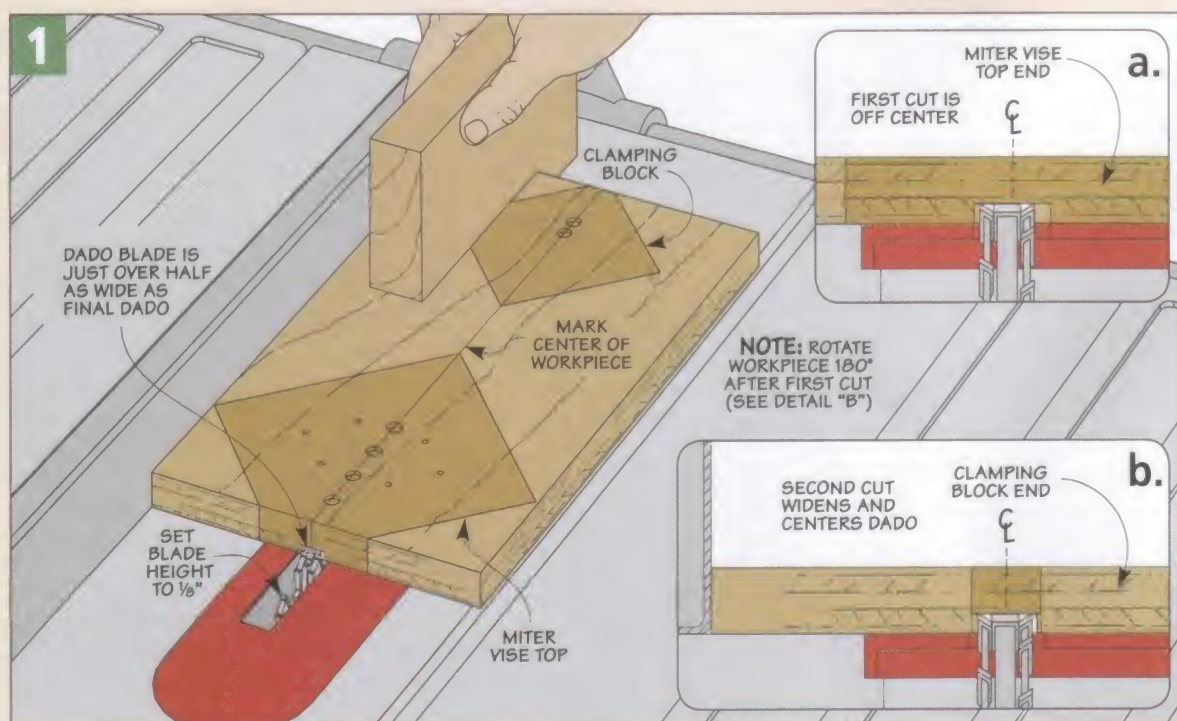 1
CLAMPING
BLOCK
DADO BLADE IS
JUST OVER HALF
AS WIDE AS
FINAL DADO
MARK
CENTER OF
WORKPIECE
NOTE: ROTATE
WORKPIECE 180°
AFTER FIRST CUT
(SEE DETAIL "B")
SET
BLADE
HEIGHT
TO ⅛"
MITER
VISE TOP
a.
MITER VISE
TOP END
FIRST CUT IS
OFF CENTER
℄
b.
SECOND CUT
WIDENS AND
CENTERS DADO
CLAMPING
BLOCK END
℄